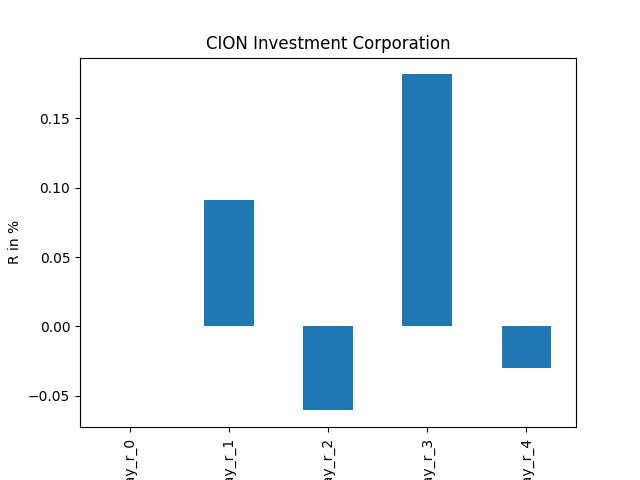 CION Investment Corporation
R in %
0.15
0.10
0.05
0.00
−0.05
ay_r_0
ay_r_1
ay_r_2
ay_r_3
ay_r_4